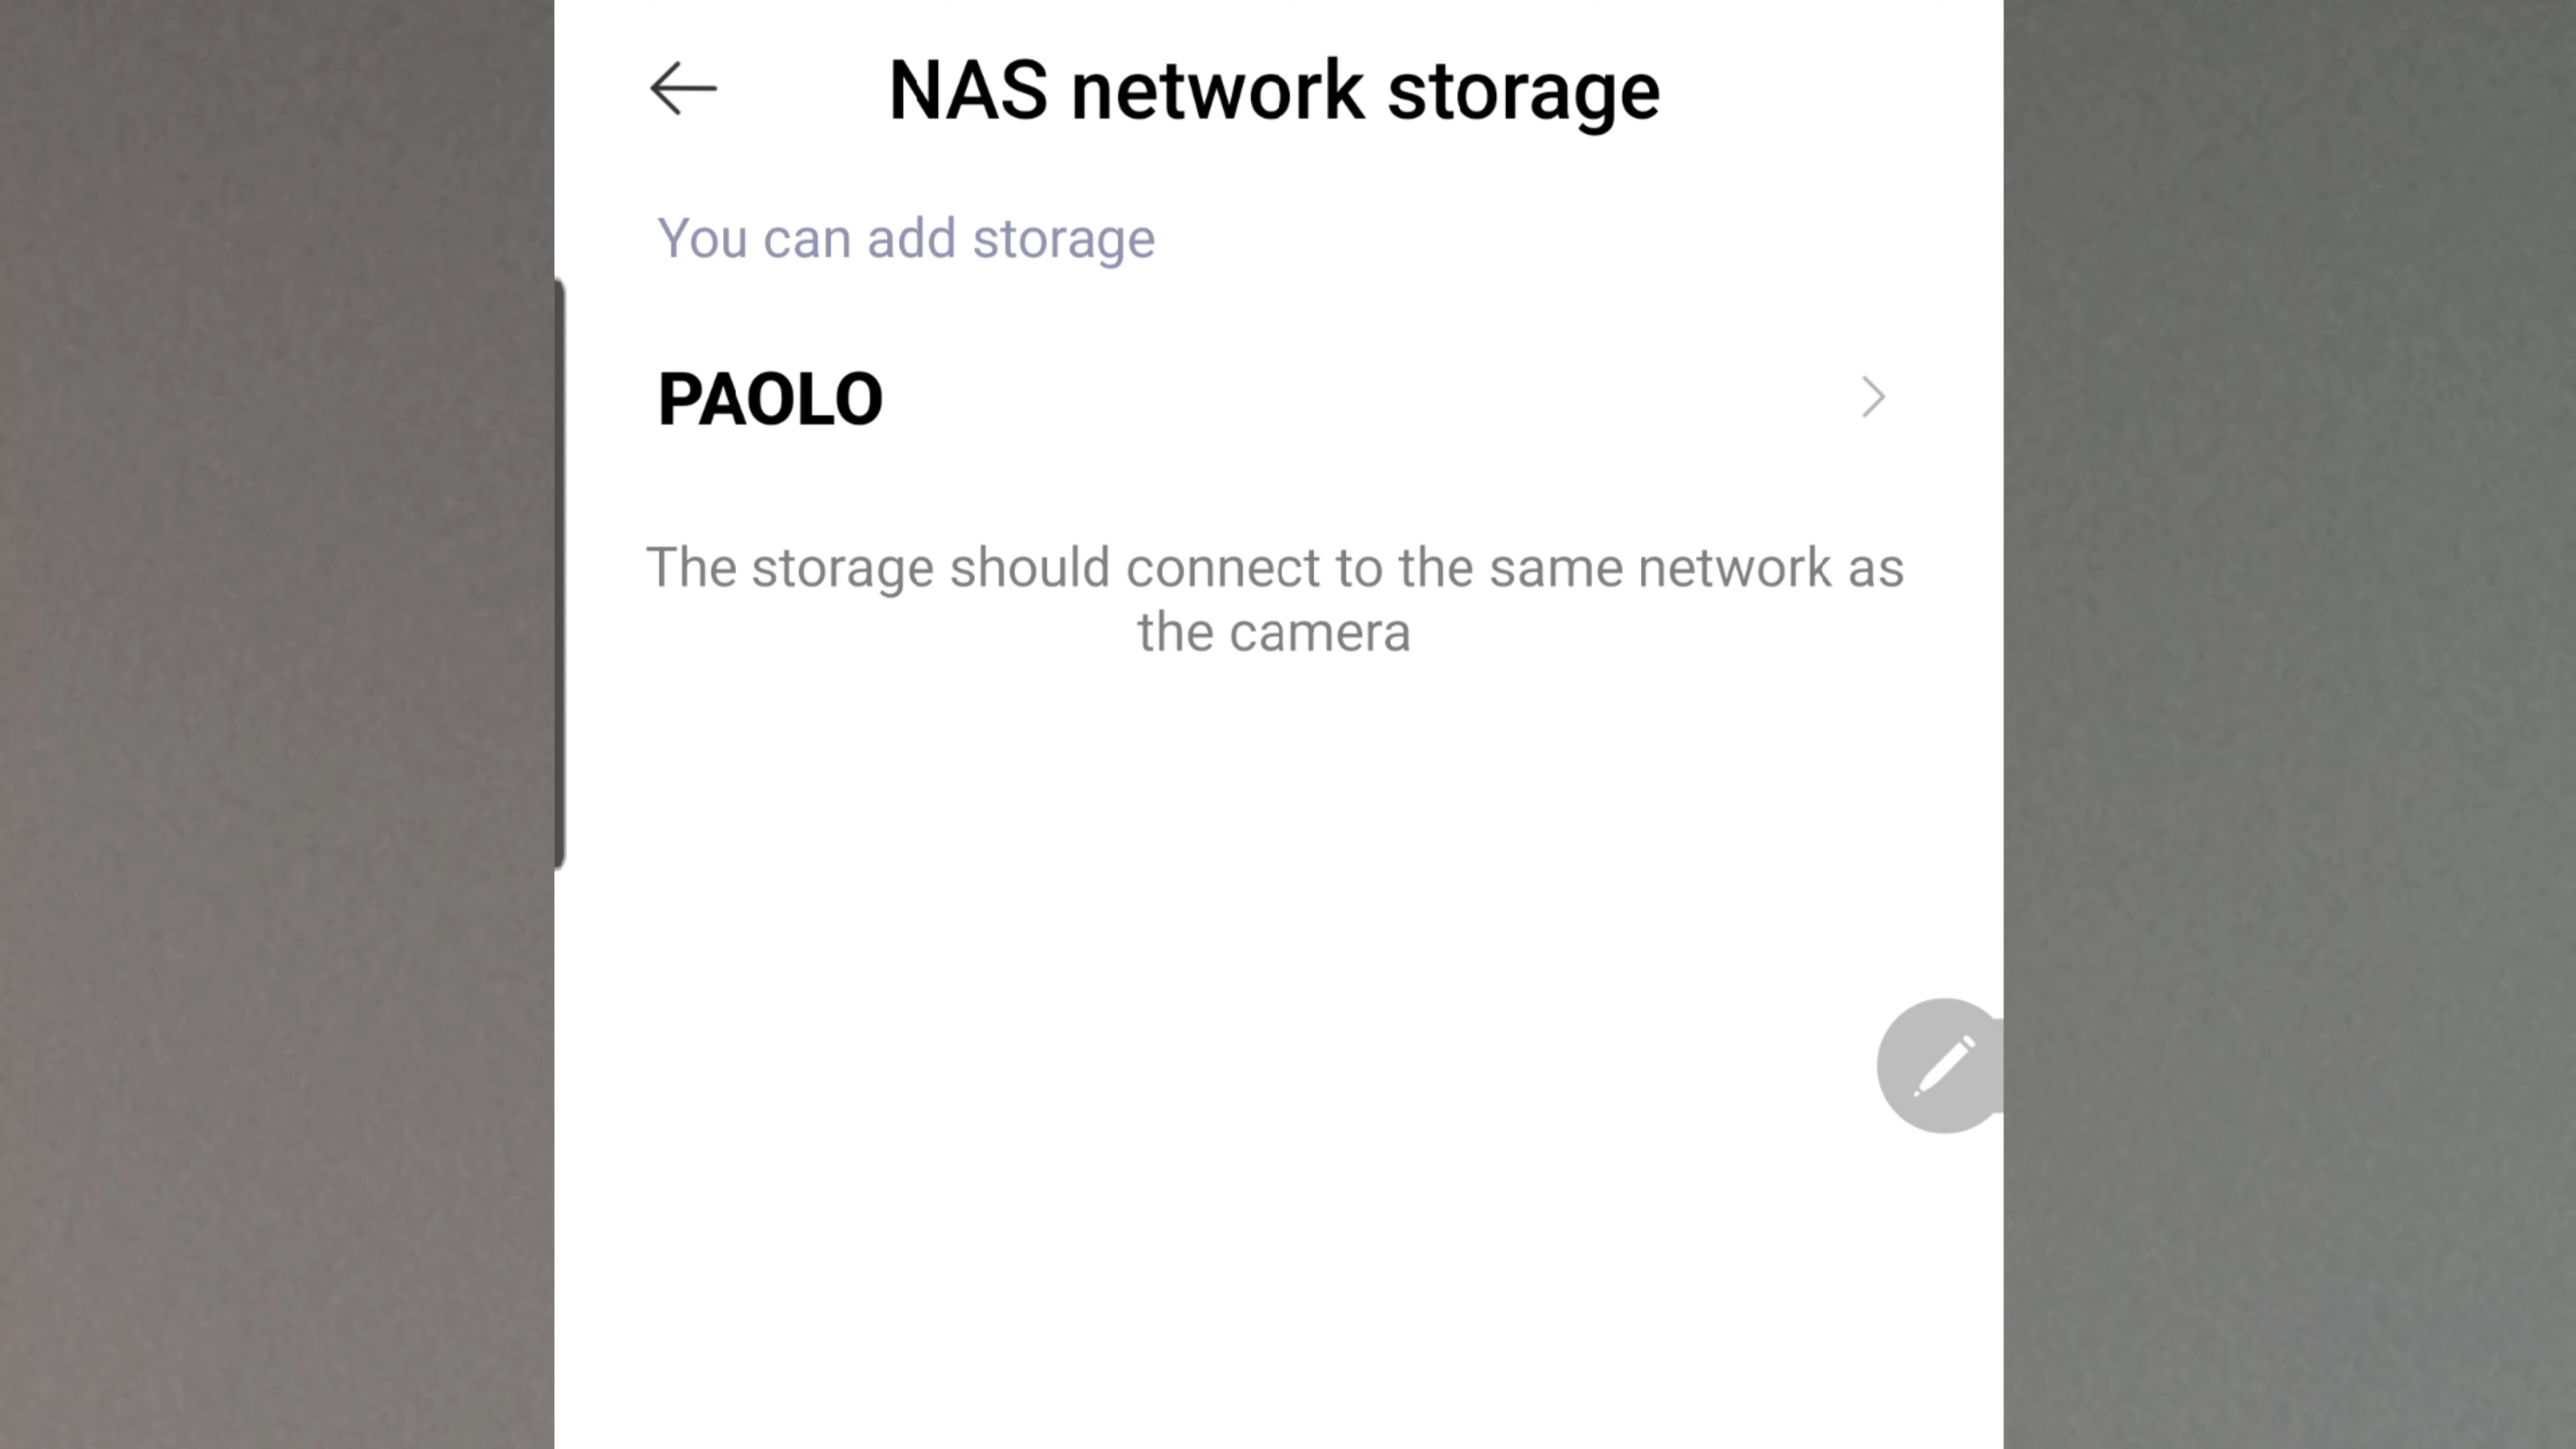 NAS network storage
You can add storage
PAOLO
The storage should connect to the same network as
the camera